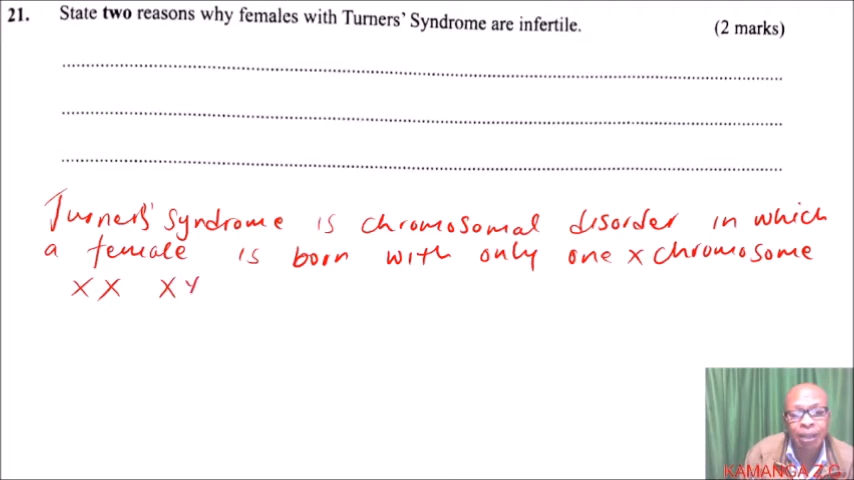 21. State two reasons why females with Turners' Syndrome are infertile. (2 marks)
Turners' Syndrome is chromosomal disorder in which
a female is born with only one x chromosome
XX XY
KAMANGA Z.G